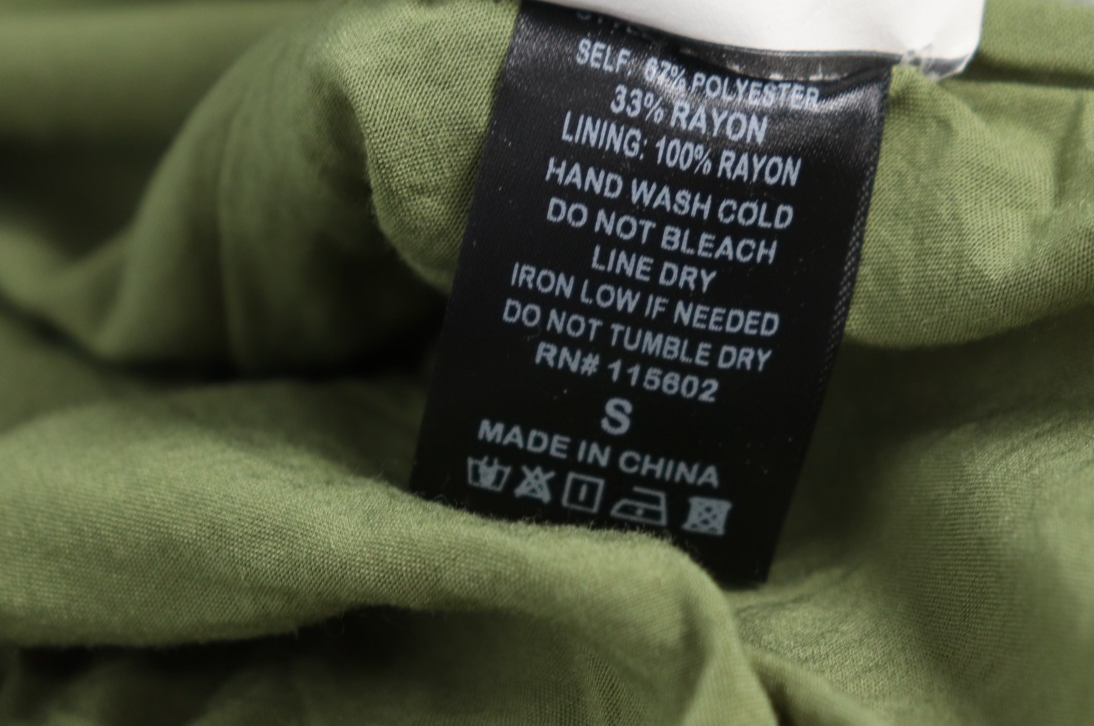 SELF: 67% POLYESTER
33% RAYON
LINING: 100% RAYON
HAND WASH COLD
DO NOT BLEACH
LINE DRY
IRON LOW IF NEEDED
DO NOT TUMBLE DRY
RN# 115602
S
MADE IN CHINA